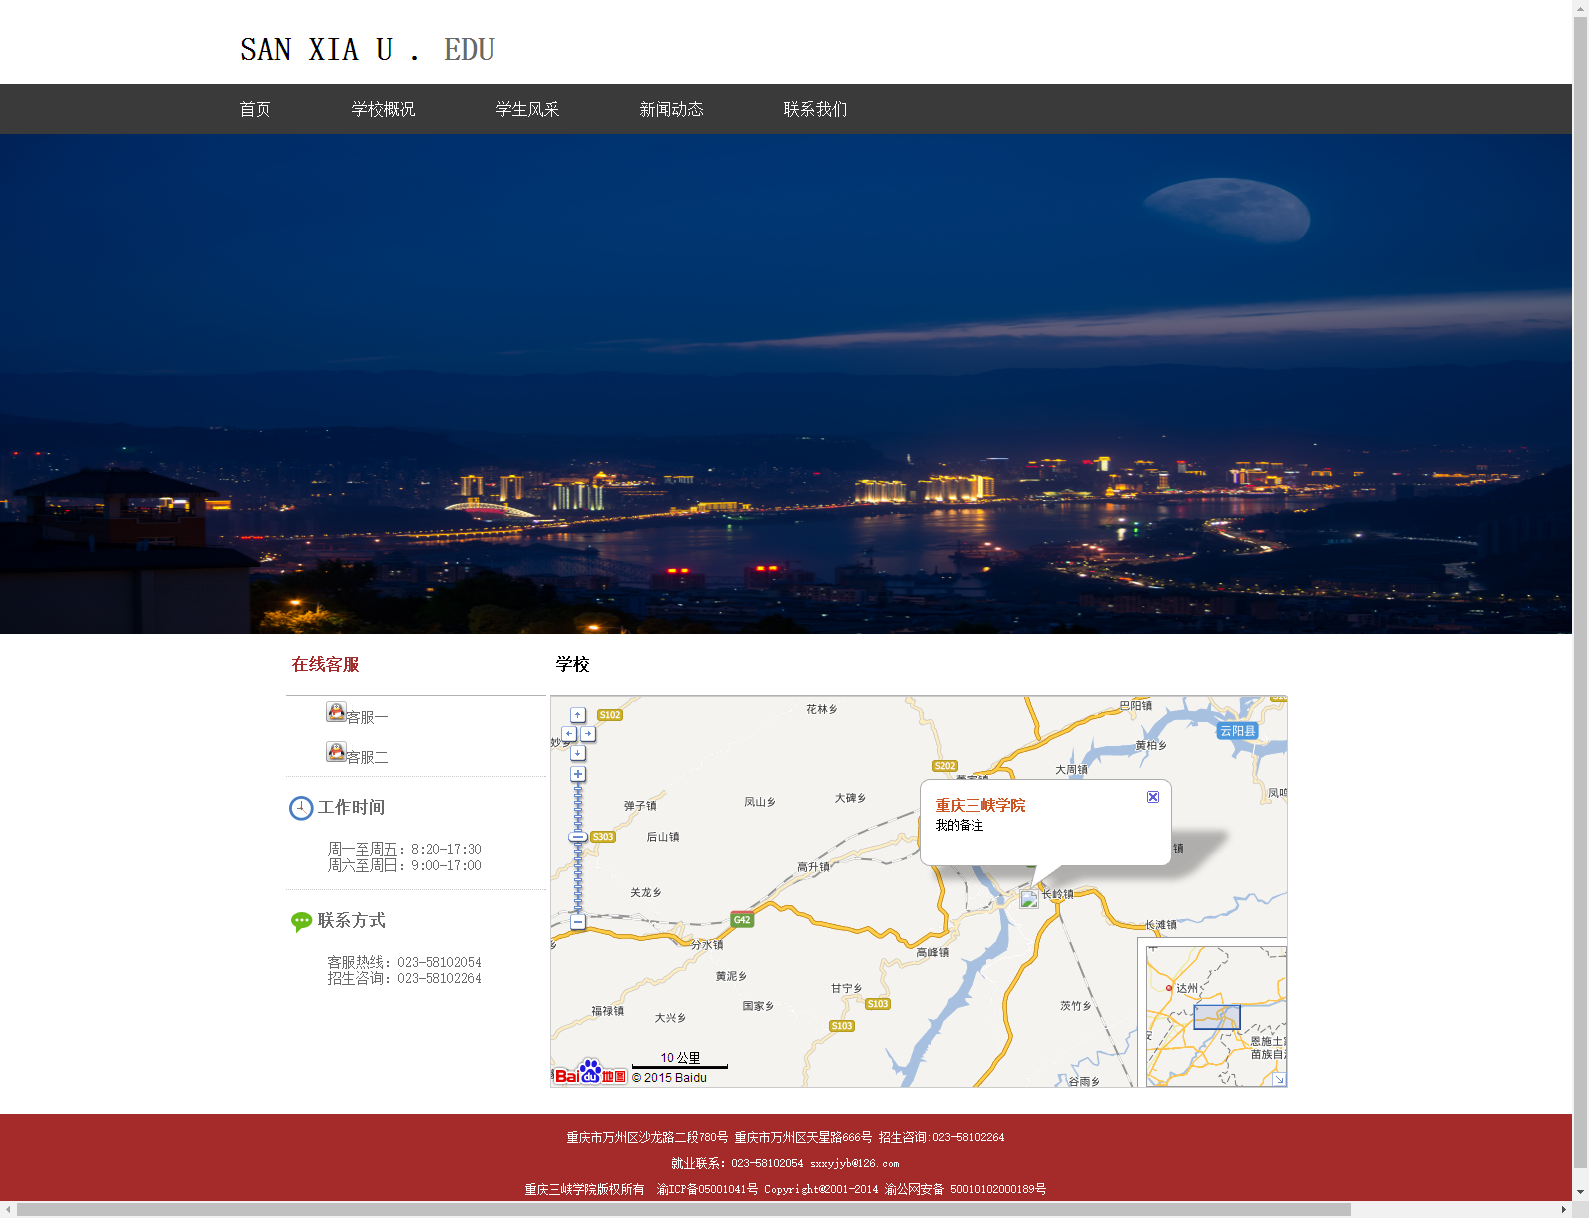 SAN XIA U . EDU
首页 学校概况 学生风采 新闻动态 联系我们
在线客服
客服一
客服二
工作时间
周一至周五：8:20-17:30
周六至周日：9:00-17:00
联系方式
客服热线：023-58102054
招生咨询：023-58102264
学校
花林乡
巴阳镇
S102
云阳县
黄柏乡
S202
大周镇
弹子镇
凤山乡
大碑乡
重庆三峡学院
我的备注
S303
后山镇
高升镇
关龙乡
长岭镇
G42
长滩镇
分水镇
高峰镇
黄泥乡
甘宁乡
达州
福禄镇
大兴乡
国家乡
S103
茨竹乡
S103
恩施土家
苗族自治
10 公里
Bai du 地图
© 2015 Baidu
谷雨乡
重庆市万州区沙龙路二段780号 重庆市万州区天星路666号 招生咨询:023-58102264
就业联系：023-58102054 sxxyjyb@126.com
重庆三峡学院版权所有 渝ICP备05001041号 Copyright©2001-2014 渝公网安备 50010102000189号